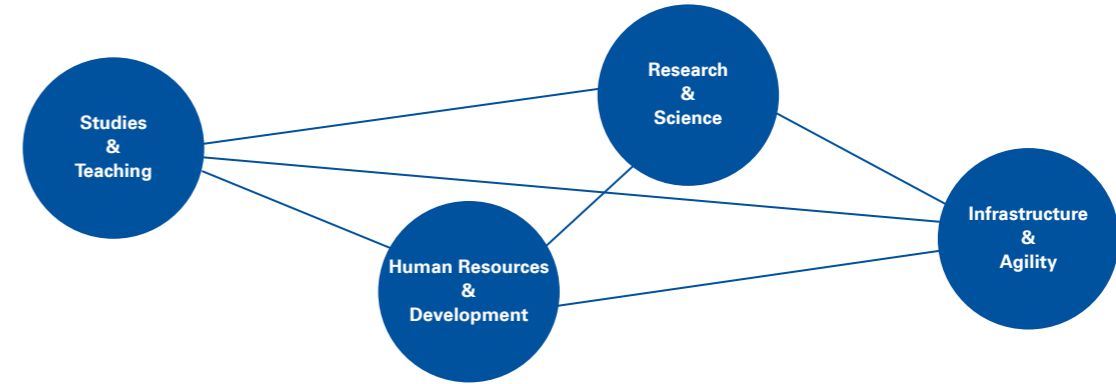 Studies
&
Teaching
Research
&
Science
Human Resources
&
Development
Infrastructure
&
Agility